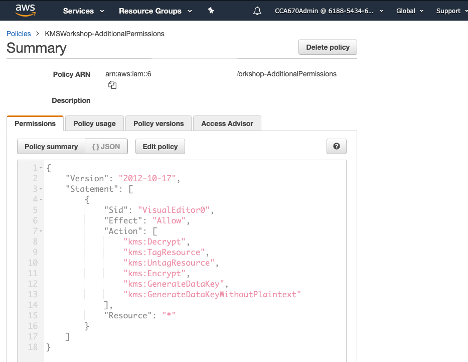 aws Services Resource Groups CCA670Admin @ 6188-5434-6... Global Support
Policies > KMSWorkshop-AdditionalPermissions
Summary
Delete policy
Policy ARN arn:aws:iam::6 /orkshop-AdditionalPermissions
Description
Permissions Policy usage Policy versions Access Advisor
Policy summary { } JSON Edit policy ?
1 {
2 "Version": "2012-10-17",
3 "Statement": [
4 {
5 "Sid": "VisualEditor0",
6 "Effect": "Allow",
7 "Action": [
8 "kms:Decrypt",
9 "kms:TagResource",
10 "kms:UntagResource",
11 "kms:Encrypt",
12 "kms:GenerateDataKey",
13 "kms:GenerateDataKeyWithoutPlaintext"
14 ],
15 "Resource": "*"
16 }
17 ]
18 }